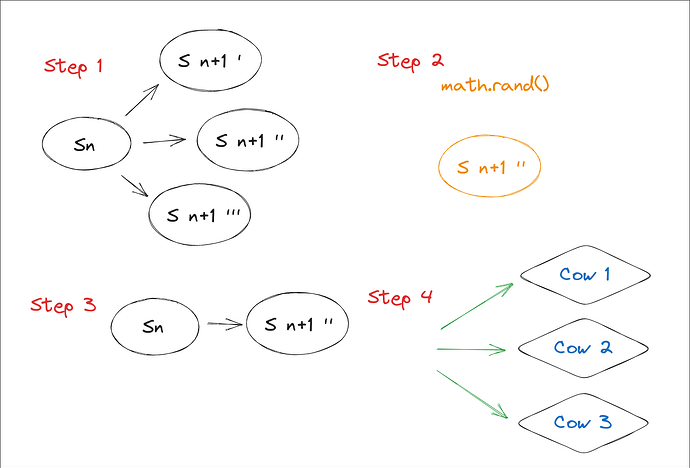 Step 1
S n+1 '
Sn
S n+1 ''
S n+1 '''
Step 2
math.rand()
S n+1 ''
Step 3
Sn
S n+1 ''
Step 4
Cow 1
Cow 2
Cow 3